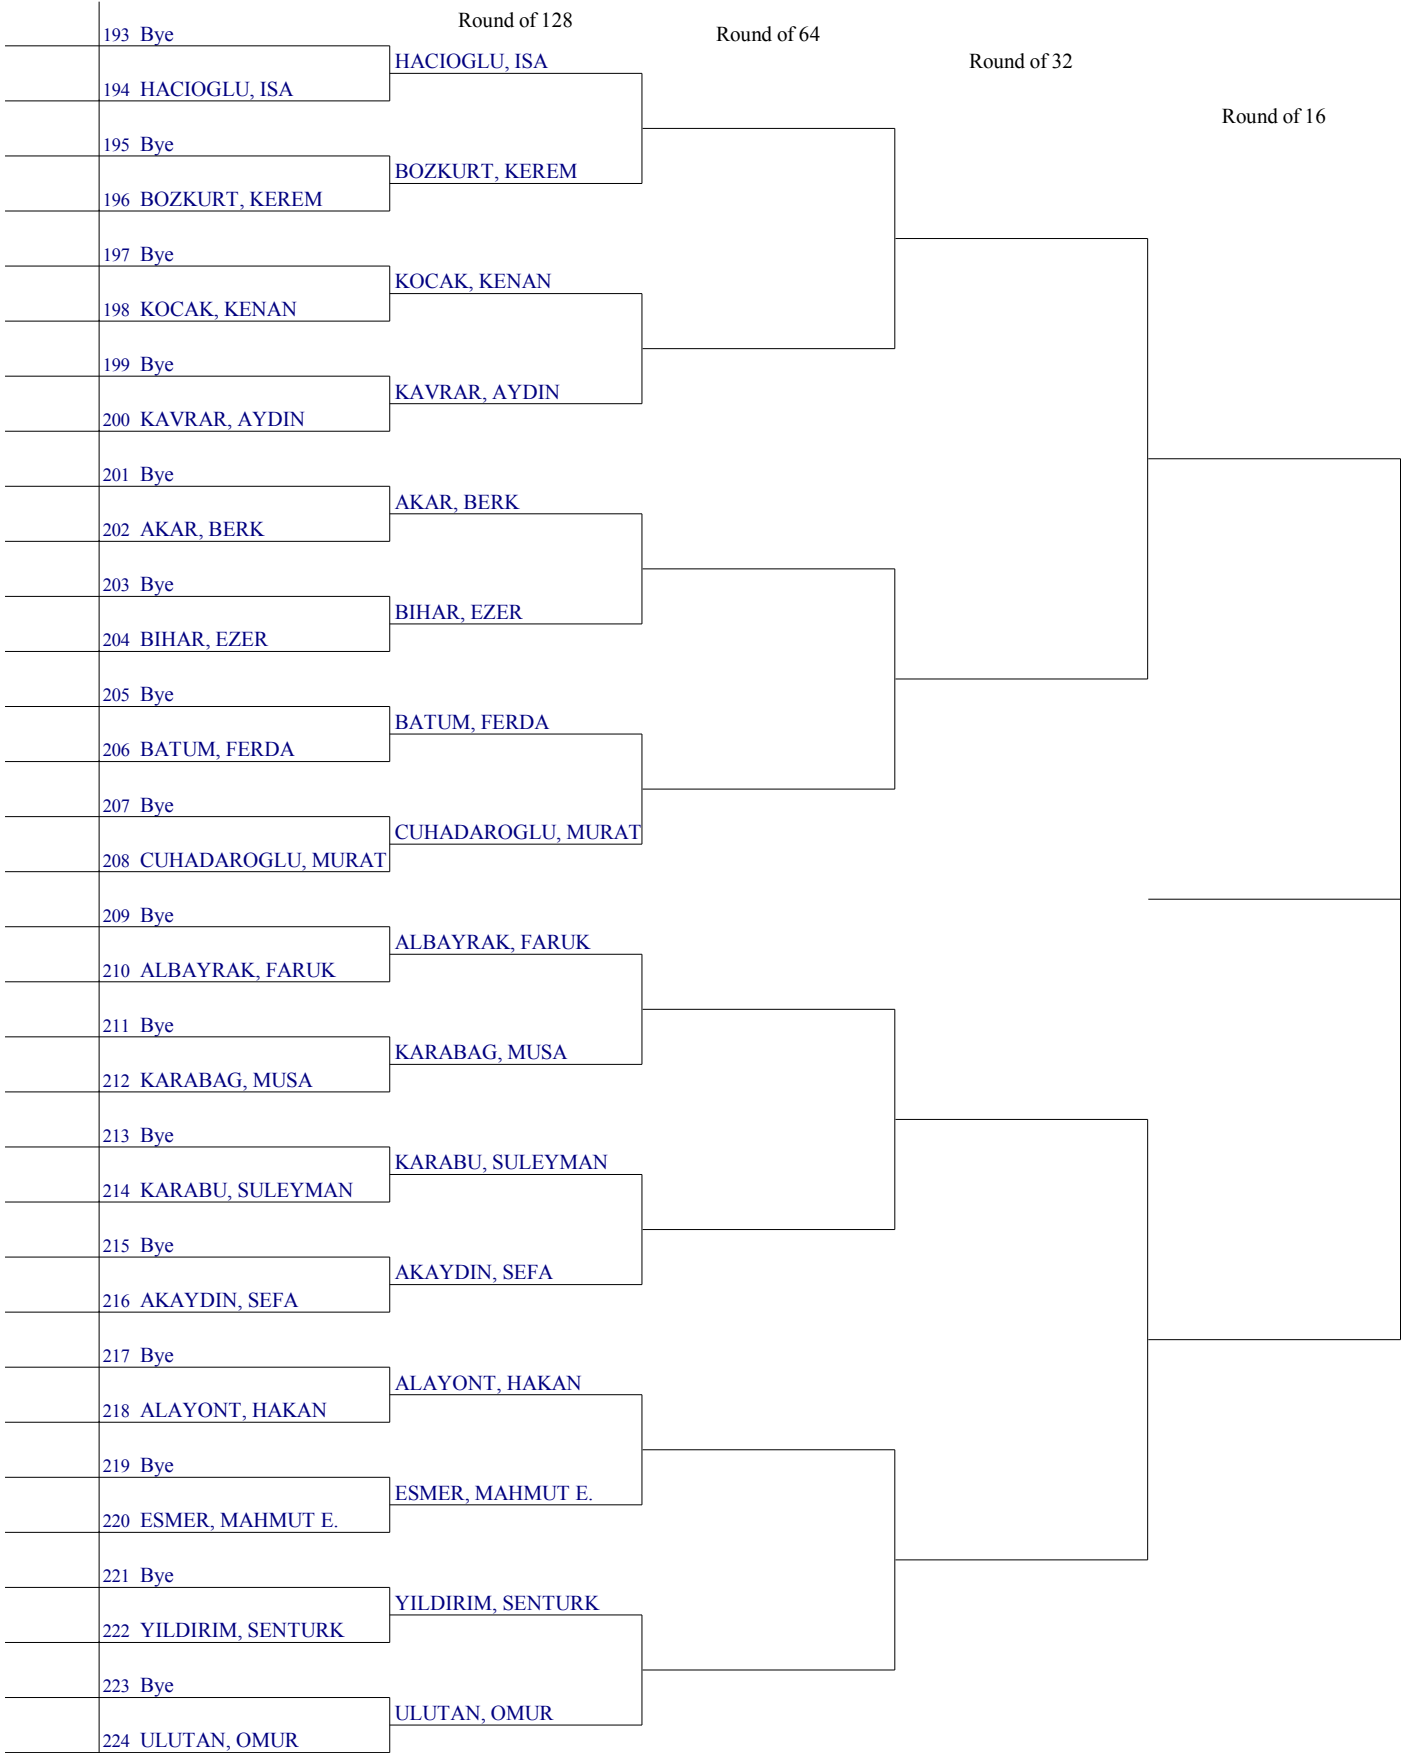 Round of 128
Round of 64
Round of 32
Round of 16
193 Bye
HACIOGLU, ISA
194 HACIOGLU, ISA
195 Bye
BOZKURT, KEREM
196 BOZKURT, KEREM
197 Bye
KOCAK, KENAN
198 KOCAK, KENAN
199 Bye
KAVRAR, AYDIN
200 KAVRAR, AYDIN
201 Bye
AKAR, BERK
202 AKAR, BERK
203 Bye
BIHAR, EZER
204 BIHAR, EZER
205 Bye
BATUM, FERDA
206 BATUM, FERDA
207 Bye
CUHADAROGLU, MURAT
208 CUHADAROGLU, MURAT
209 Bye
ALBAYRAK, FARUK
210 ALBAYRAK, FARUK
211 Bye
KARABAG, MUSA
212 KARABAG, MUSA
213 Bye
KARABU, SULEYMAN
214 KARABU, SULEYMAN
215 Bye
AKAYDIN, SEFA
216 AKAYDIN, SEFA
217 Bye
ALAYONT, HAKAN
218 ALAYONT, HAKAN
219 Bye
ESMER, MAHMUT E.
220 ESMER, MAHMUT E.
221 Bye
YILDIRIM, SENTURK
222 YILDIRIM, SENTURK
223 Bye
ULUTAN, OMUR
224 ULUTAN, OMUR